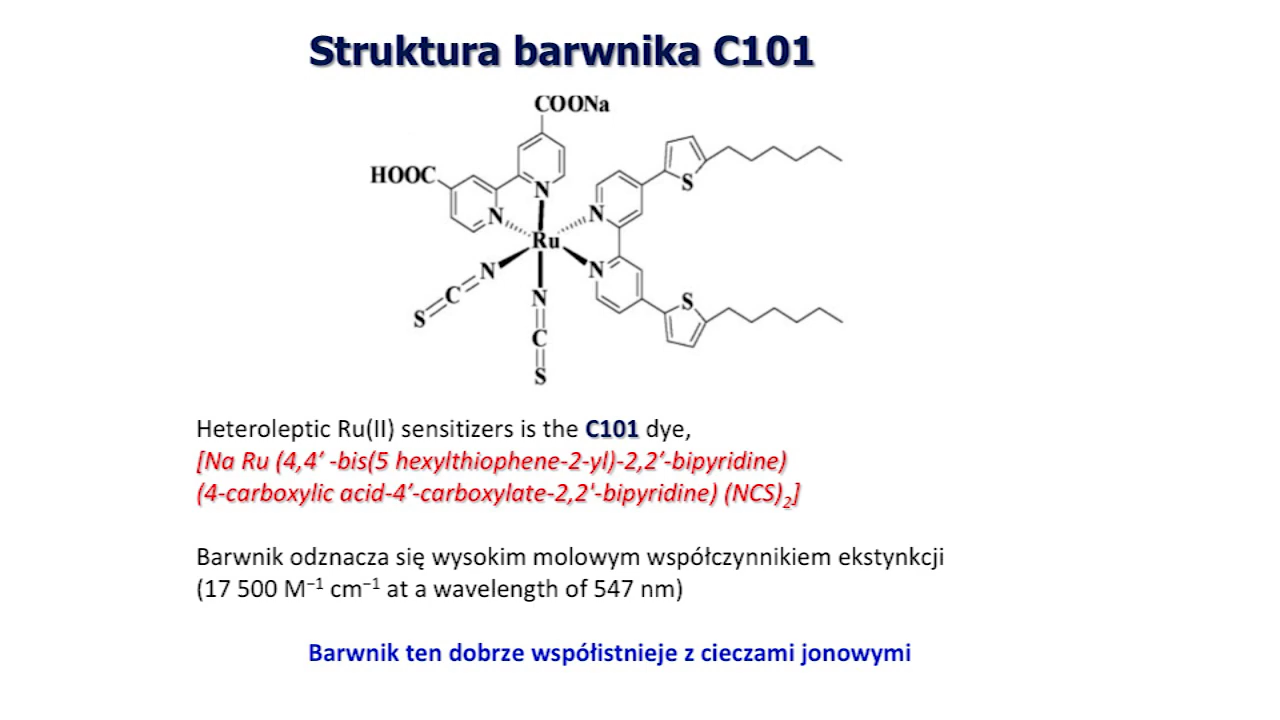 Struktura barwnika C101
COONa
HOOC
N
N
N
Ru
N
N
N
C
S
C
S
S
S
Heteroleptic Ru(II) sensitizers is the C101 dye,
[Na Ru (4,4′ -bis(5 hexylthiophene-2-yl)-2,2′-bipyridine)
(4-carboxylic acid-4′-carboxylate-2,2'-bipyridine) (NCS)₂]
Barwnik odznacza się wysokim molowym współczynnikiem ekstynkcji
(17 500 M⁻¹ cm⁻¹ at a wavelength of 547 nm)
Barwnik ten dobrze współistnieje z cieczami jonowymi